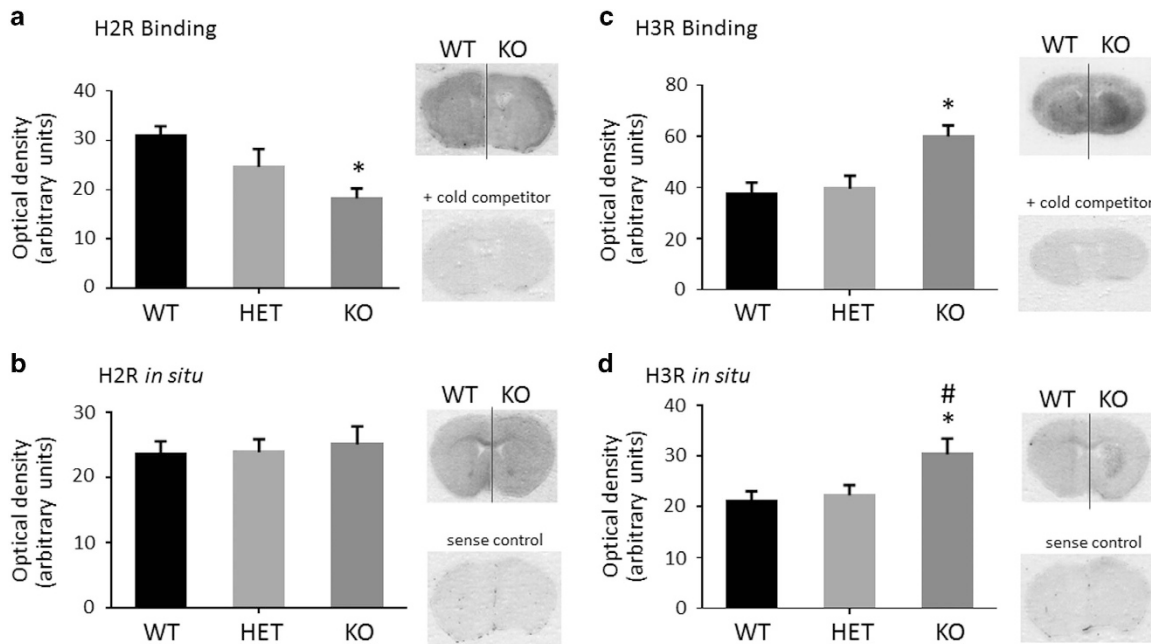 a
H2R Binding
Optical density
(arbitrary units)
40
30
20
10
0
*
WT HET KO
WT KO
+ cold competitor
c
H3R Binding
Optical density
(arbitrary units)
80
60
40
20
0
*
WT HET KO
WT KO
+ cold competitor
b
H2R in situ
Optical density
(arbitrary units)
30
20
10
0
WT HET KO
WT KO
sense control
d
H3R in situ
Optical density
(arbitrary units)
40
30
20
10
0
#
*
WT HET KO
WT KO
sense control